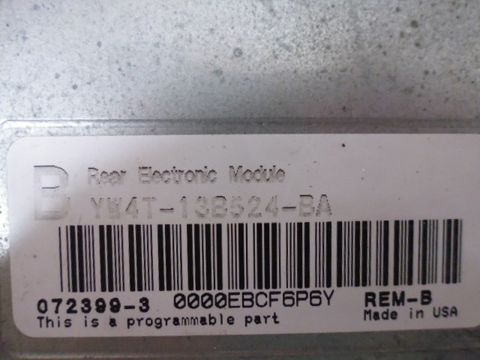 B Rear Electronic Module
YW4T-13B524-BA
072399-3 0000EBCF6P6Y REM-B
This is a programmable part Made in USA